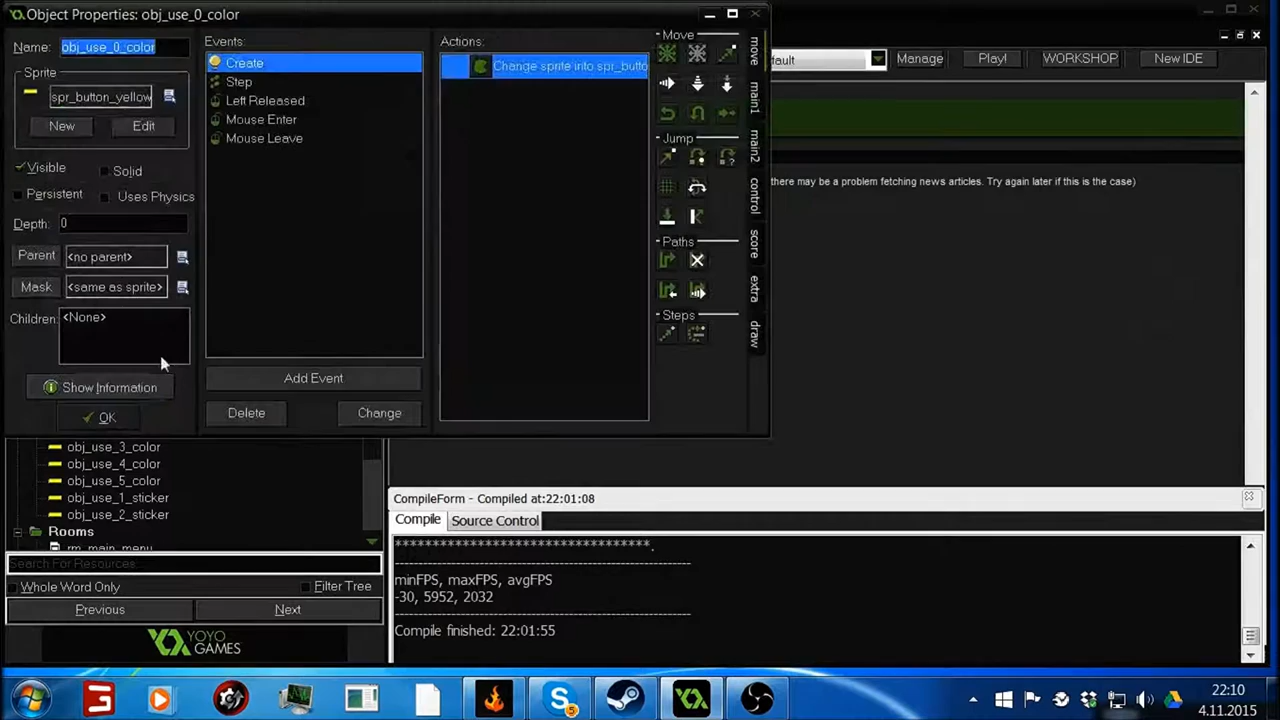 Object Properties: obj_use_0_color
Name: obj_use_0_color
Sprite
spr_button_yellow
New Edit
Visible Solid
Persistent Uses Physics
Depth: 0
Parent <no parent>
Mask <same as sprite>
Children: <None>
Show Information
OK
Events:
Create
Step
Left Released
Mouse Enter
Mouse Leave
Add Event
Delete Change
Actions:
Change sprite into spr_butto
Move
Jump
Paths
Steps
move
main1
main2
control
score
extra
draw
fault Manage Play! WORKSHOP New IDE
there may be a problem fetching news articles. Try again later if this is the case)
obj_use_3_color
obj_use_4_color
obj_use_5_color
obj_use_1_sticker
obj_use_2_sticker
Rooms
rm_main_menu
Search For Resources...
Whole Word Only Filter Tree
Previous Next
YOYO
GAMES
CompileForm - Compiled at:22:01:08
Compile Source Control
***********************************.
minFPS, maxFPS, avgFPS
-30, 5952, 2032
Compile finished: 22:01:55
5
22:10
4.11.2015